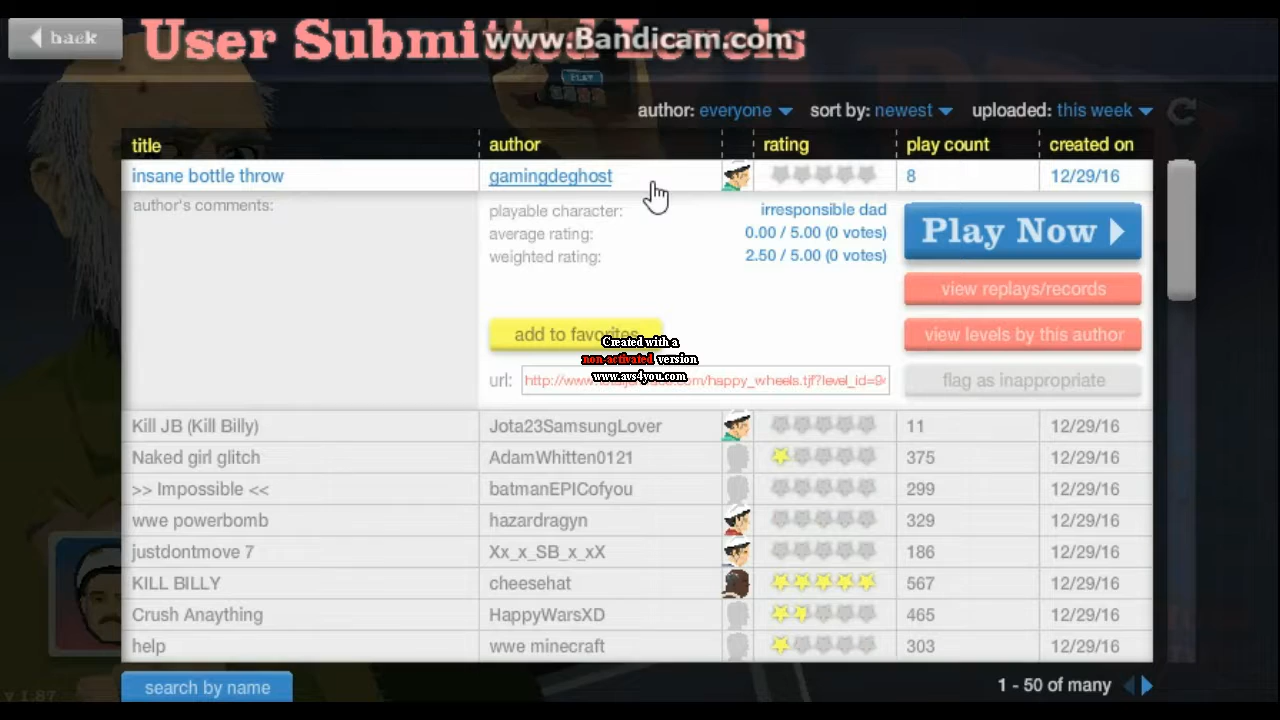 back
User Submitted Levels
www.Bandicam.com
PLAY
author: everyone sort by: newest uploaded: this week
title author rating play count created on
insane bottle throw gamingdeghost 8 12/29/16
author's comments:
playable character: irresponsible dad
average rating: 0.00 / 5.00 (0 votes)
weighted rating: 2.50 / 5.00 (0 votes)
Play Now
view replays/records
add to favorites
view levels by this author
Created with a
non-activated version
www.avs4you.com
url:
flag as inappropriate
Kill JB (Kill Billy) Jota23SamsungLover 11 12/29/16
Naked girl glitch AdamWhitten0121 375 12/29/16
>> Impossible << batmanEPICofyou 299 12/29/16
wwe powerbomb hazardragyn 329 12/29/16
justdontmove 7 Xx_x_SB_x_xX 186 12/29/16
KILL BILLY cheesehat 567 12/29/16
Crush Anaything HappyWarsXD 465 12/29/16
help wwe minecraft 303 12/29/16
search by name
1 - 50 of many
v 1.87